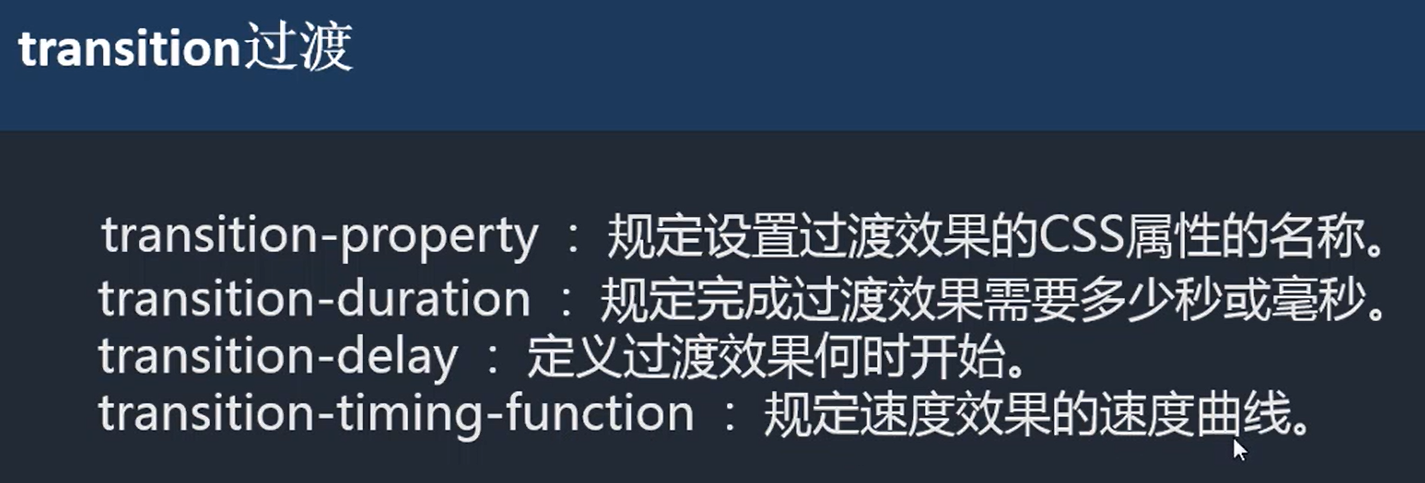 transition过渡
transition-property ： 规定设置过渡效果的CSS属性的名称。
transition-duration ： 规定完成过渡效果需要多少秒或毫秒。
transition-delay ： 定义过渡效果何时开始。
transition-timing-function ： 规定速度效果的速度曲线。